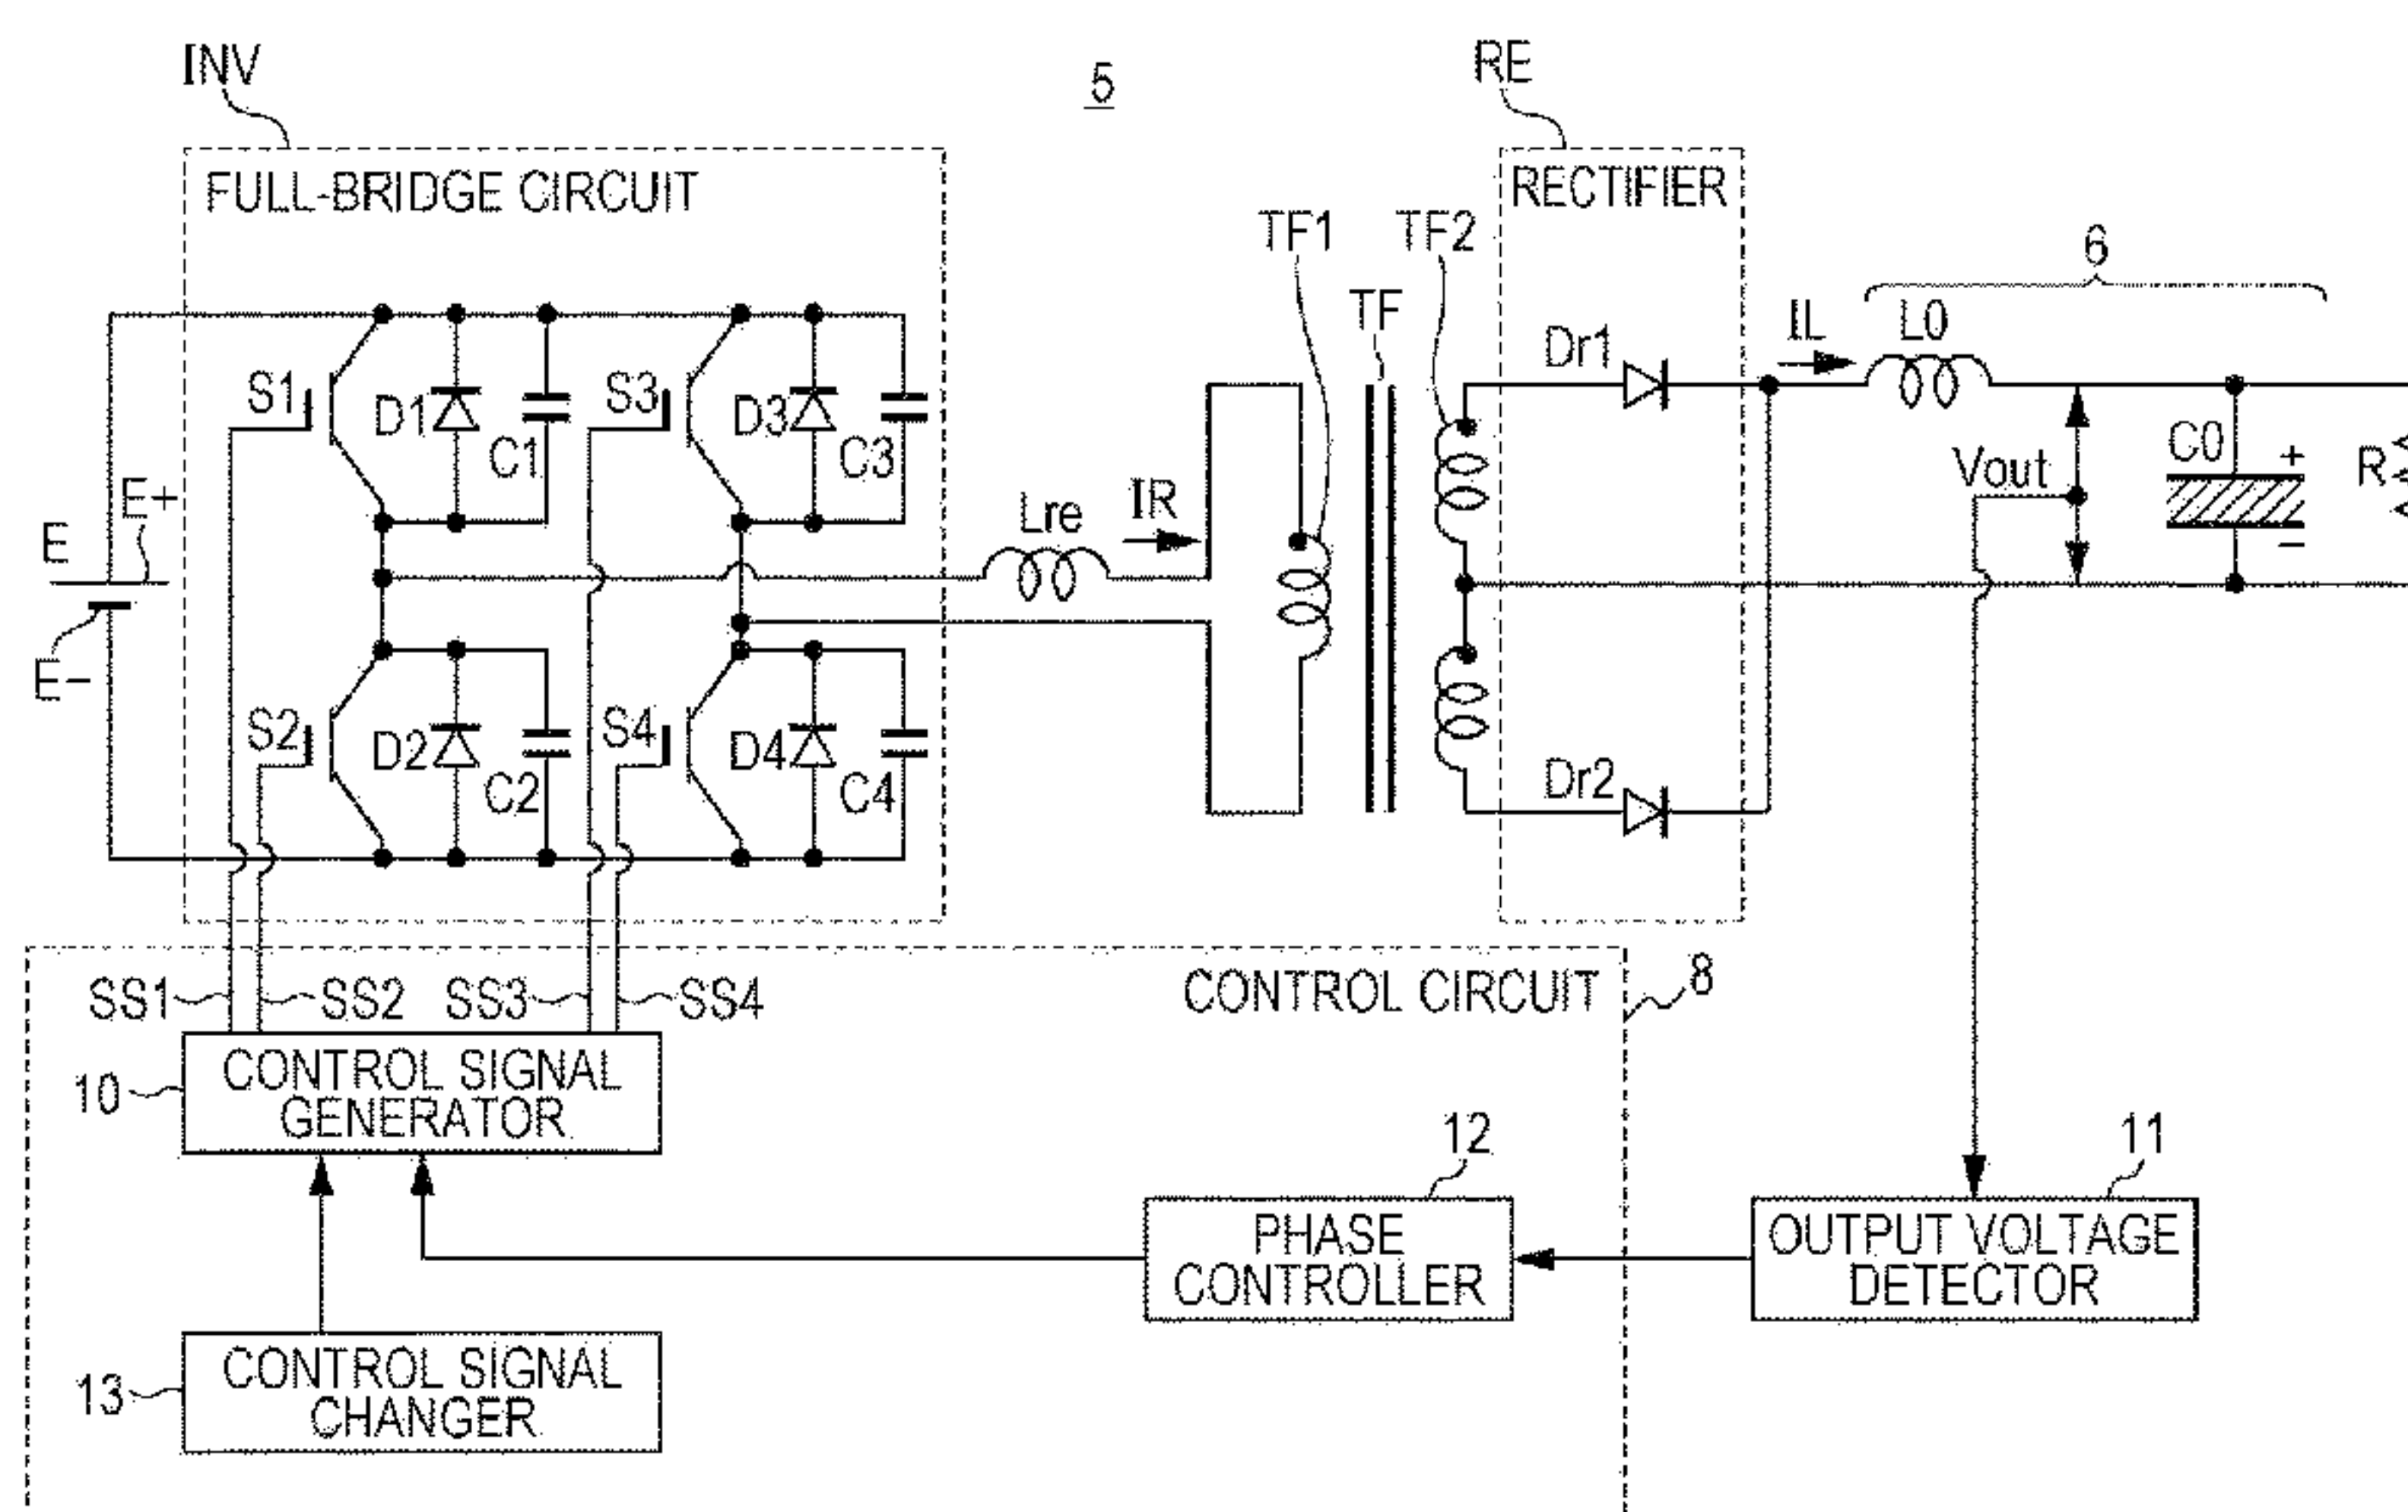 INV
5
RE
FULL-BRIDGE CIRCUIT
RECTIFIER
TF1
TF2
6
TF
IL
L0
Dr1
S1
D1
C1
S3
D3
C3
C0
+
Vout
R
E+
E
Lre
IR
−
E−
S2
D2
C2
S4
D4
C4
Dr2
SS1
SS2
SS3
SS4
CONTROL CIRCUIT
8
10
CONTROL SIGNAL
GENERATOR
12
11
PHASE
CONTROLLER
OUTPUT VOLTAGE
DETECTOR
13
CONTROL SIGNAL
CHANGER